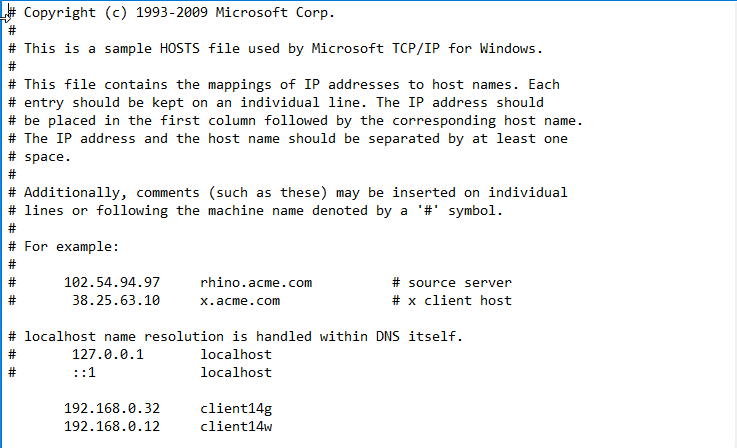 # Copyright (c) 1993-2009 Microsoft Corp.
#
# This is a sample HOSTS file used by Microsoft TCP/IP for Windows.
#
# This file contains the mappings of IP addresses to host names. Each
# entry should be kept on an individual line. The IP address should
# be placed in the first column followed by the corresponding host name.
# The IP address and the host name should be separated by at least one
# space.
#
# Additionally, comments (such as these) may be inserted on individual
# lines or following the machine name denoted by a '#' symbol.
#
# For example:
#
#      102.54.94.97     rhino.acme.com          # source server
#       38.25.63.10     x.acme.com              # x client host

# localhost name resolution is handled within DNS itself.
#       127.0.0.1       localhost
#       ::1             localhost

       192.168.0.32     client14g
       192.168.0.12     client14w